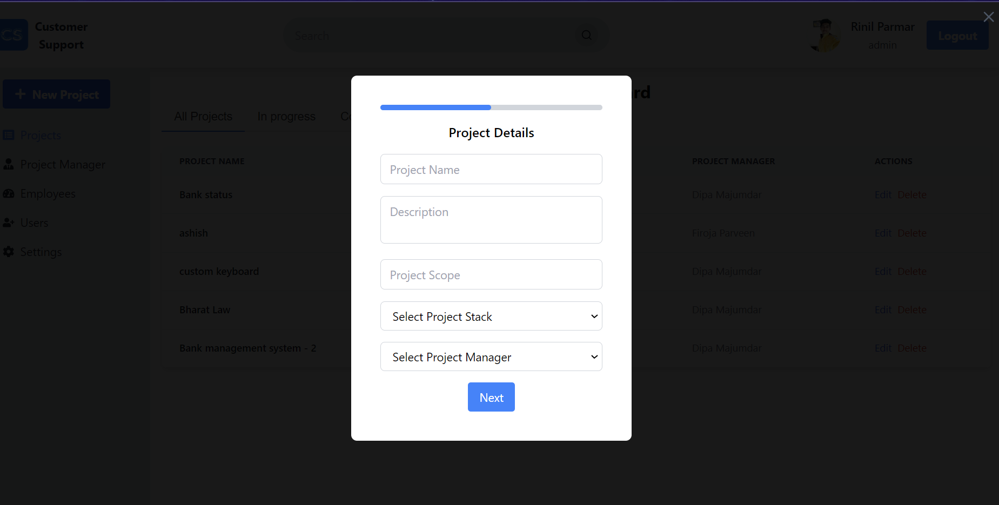 CS
Customer
Support
Search
Rinil Parmar
admin
Logout
New Project
Projects
Project Manager
Employees
Users
Settings
rd
All Projects
In progress
PROJECT NAME
PROJECT MANAGER
ACTIONS
Bank status
Dipa Majumdar
Edit Delete
ashish
Firoja Parveen
Edit Delete
custom keyboard
Dipa Majumdar
Edit Delete
Bharat Law
Dipa Majumdar
Edit Delete
Bank management system - 2
Dipa Majumdar
Edit Delete
Project Details
Project Name
Description
Project Scope
Select Project Stack
Select Project Manager
Next